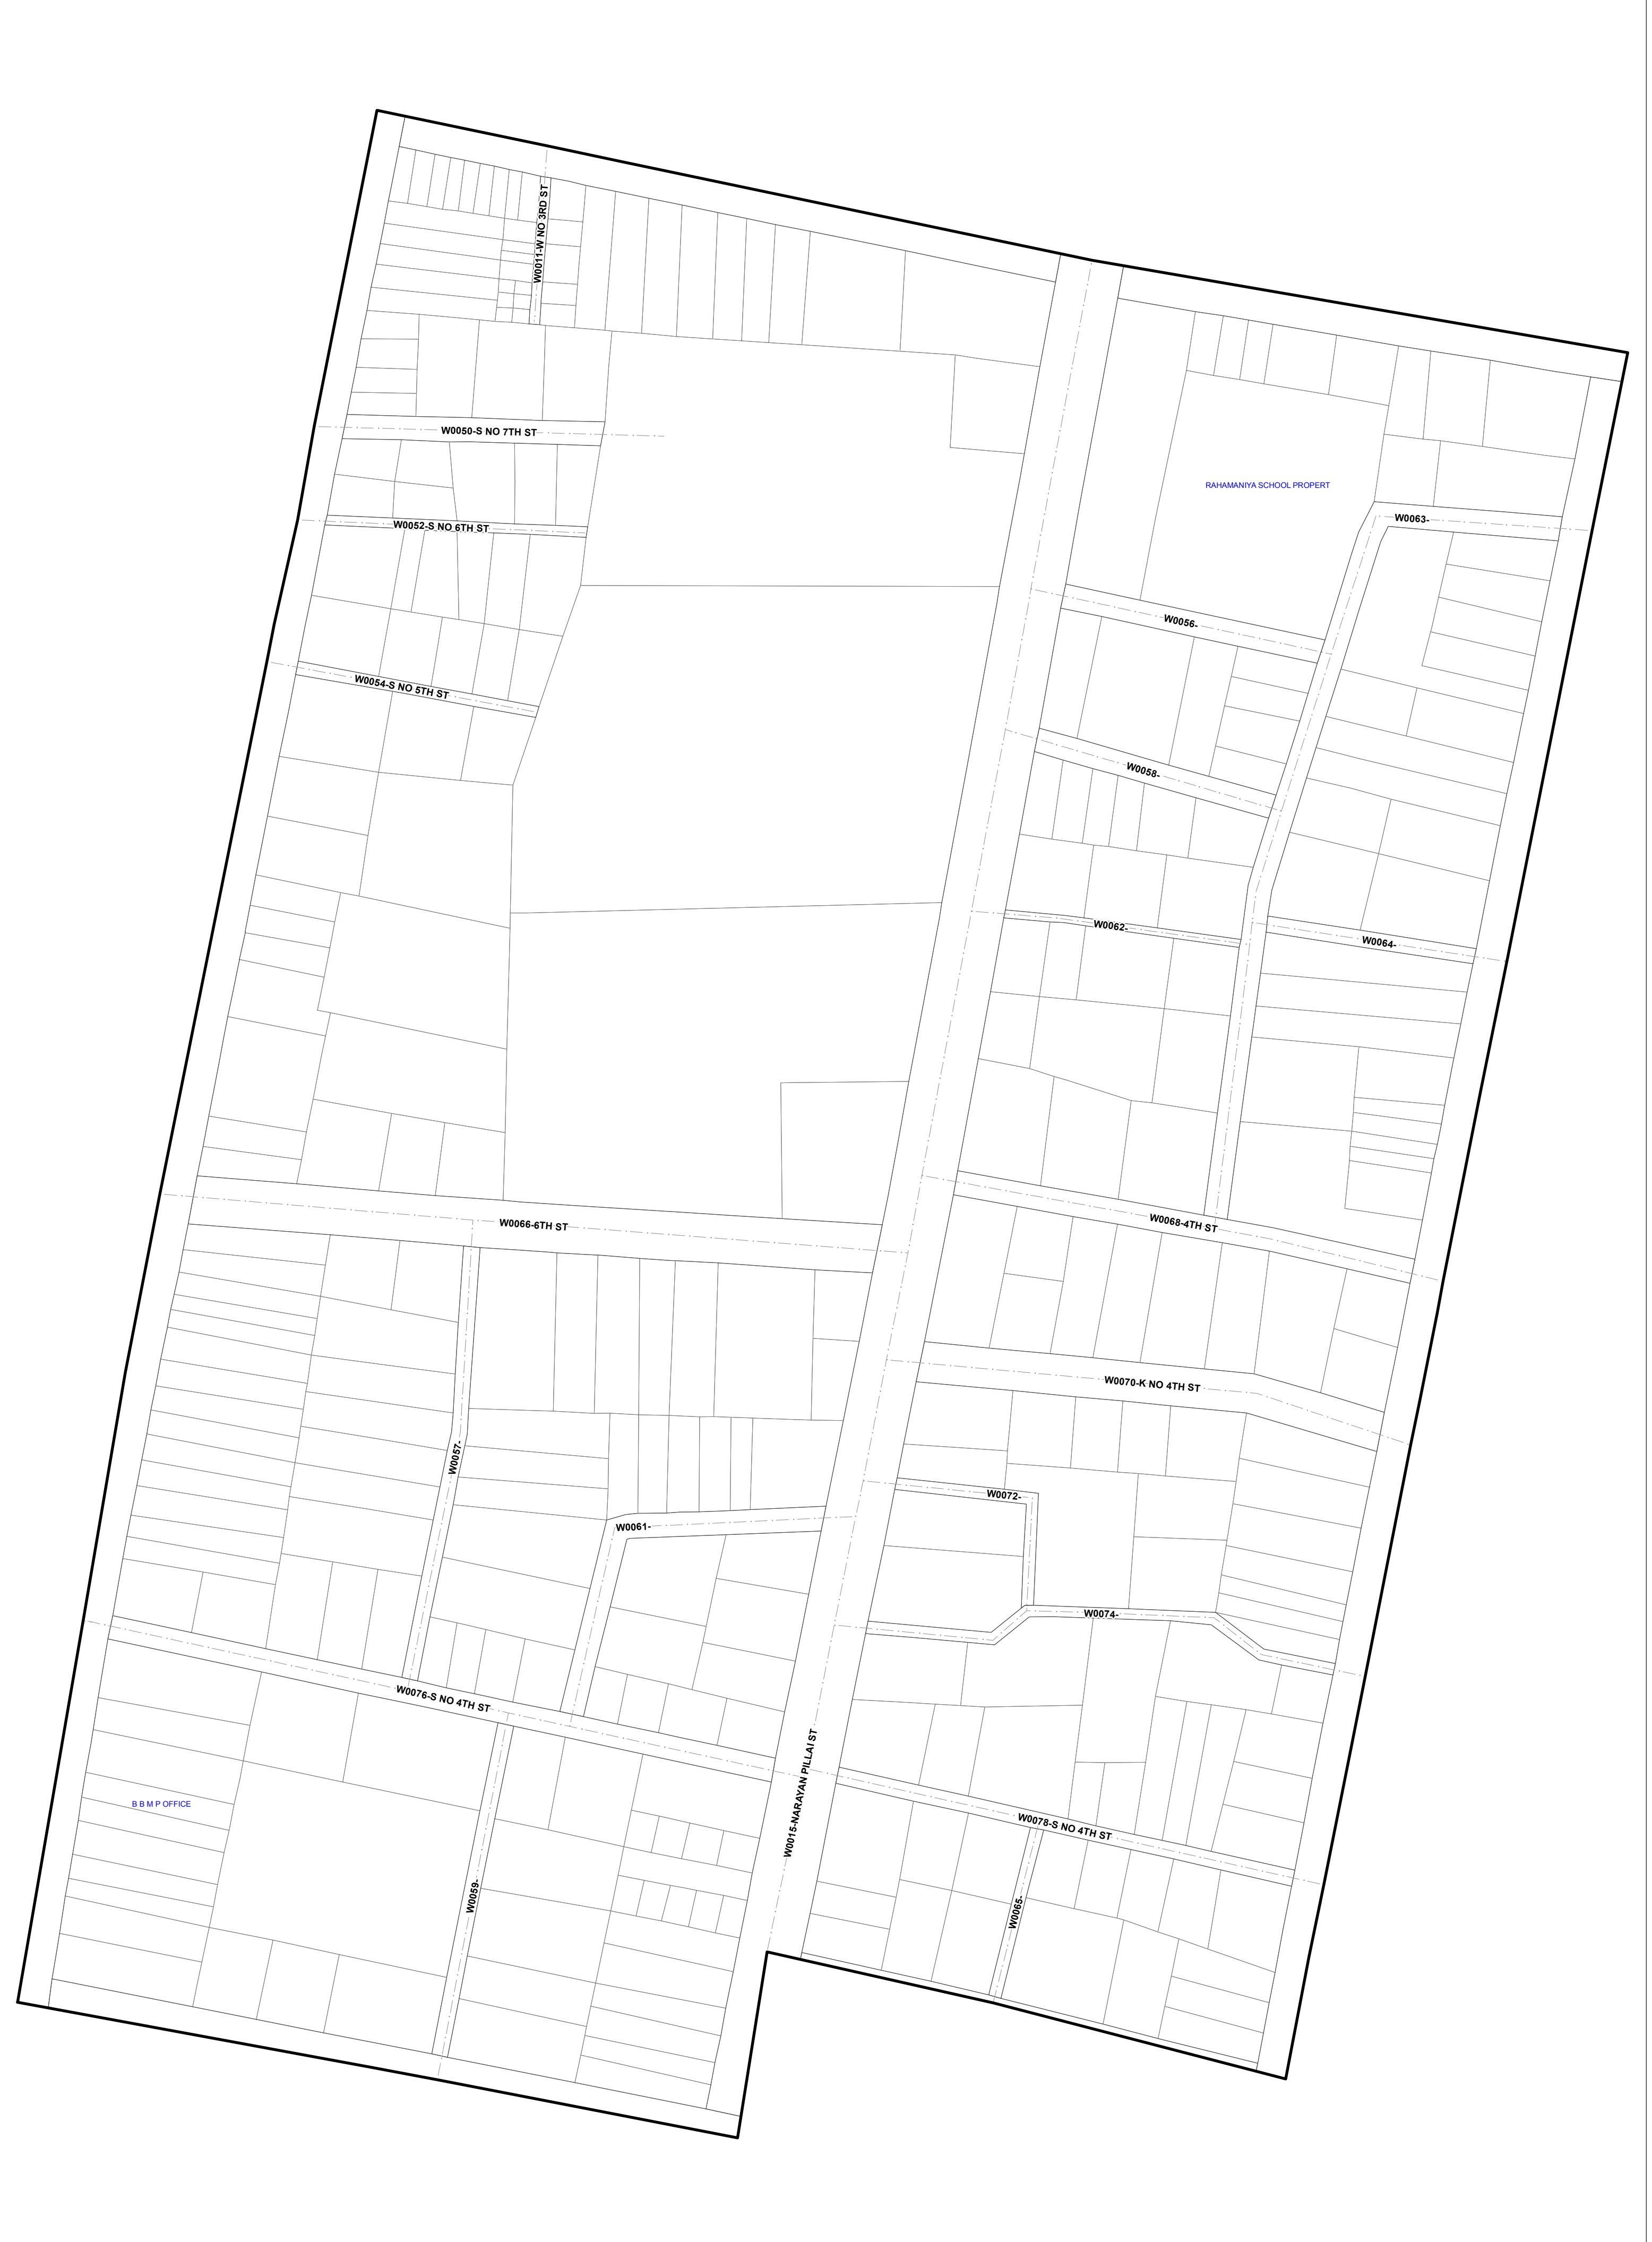 W0011-W NO 3RD ST
W0050-S NO 7TH ST
RAHAMANIYA SCHOOL PROPERT
W0063-
W0052-S NO 6TH ST
W0056-
W0054-S NO 5TH ST
W0058-
W0062-
W0064-
W0066-6TH ST
W0068-4TH ST
W0070-K NO 4TH ST
W0057-
W0072-
W0061-
W0074-
W0076-S NO 4TH ST
W0015-NARAYAN PILLAI ST
B B M P OFFICE
W0078-S NO 4TH ST
W0059-
W0065-